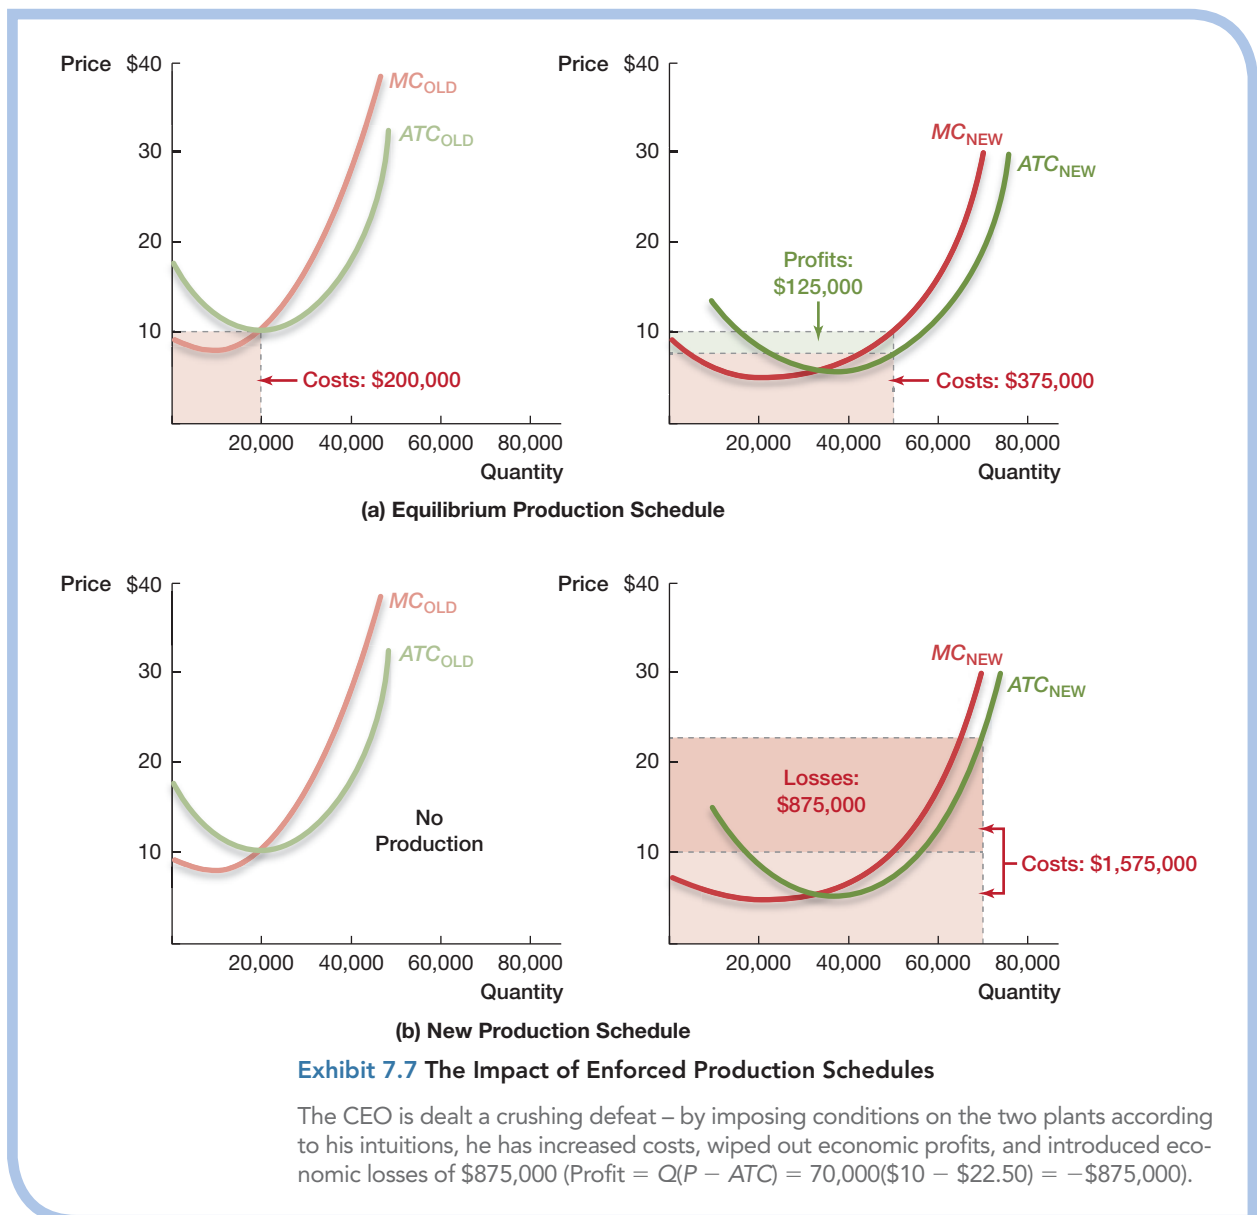 Price $40
30
20
10
MCOLD
ATCOLD
Costs: $200,000
20,000 40,000 60,000 80,000
Quantity
Price $40
30
20
10
MCNEW
ATCNEW
Profits:
$125,000
Costs: $375,000
20,000 40,000 60,000 80,000
Quantity
(a) Equilibrium Production Schedule
Price $40
30
20
10
MCOLD
ATCOLD
No
Production
20,000 40,000 60,000 80,000
Quantity
Price $40
30
20
10
MCNEW
ATCNEW
Losses:
$875,000
Costs: $1,575,000
20,000 40,000 60,000 80,000
Quantity
(b) New Production Schedule
Exhibit 7.7 The Impact of Enforced Production Schedules
The CEO is dealt a crushing defeat – by imposing conditions on the two plants according
to his intuitions, he has increased costs, wiped out economic profits, and introduced eco-
nomic losses of $875,000 (Profit = Q(P − ATC) = 70,000($10 − $22.50) = −$875,000).